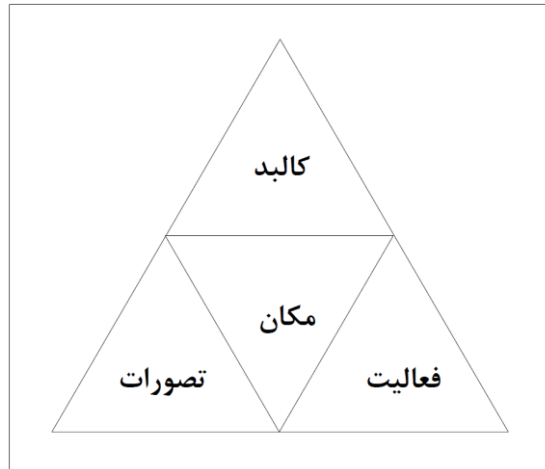 کالبد
مکان
فعالیت
تصورات